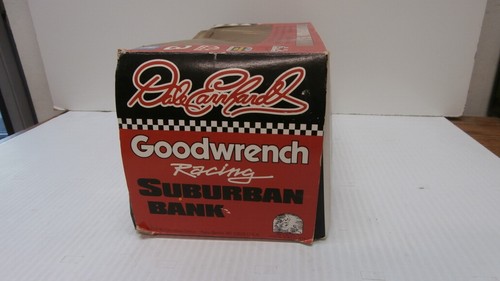 Dale Earnhardt
Goodwrench
Racing
SUBURBAN
BANK